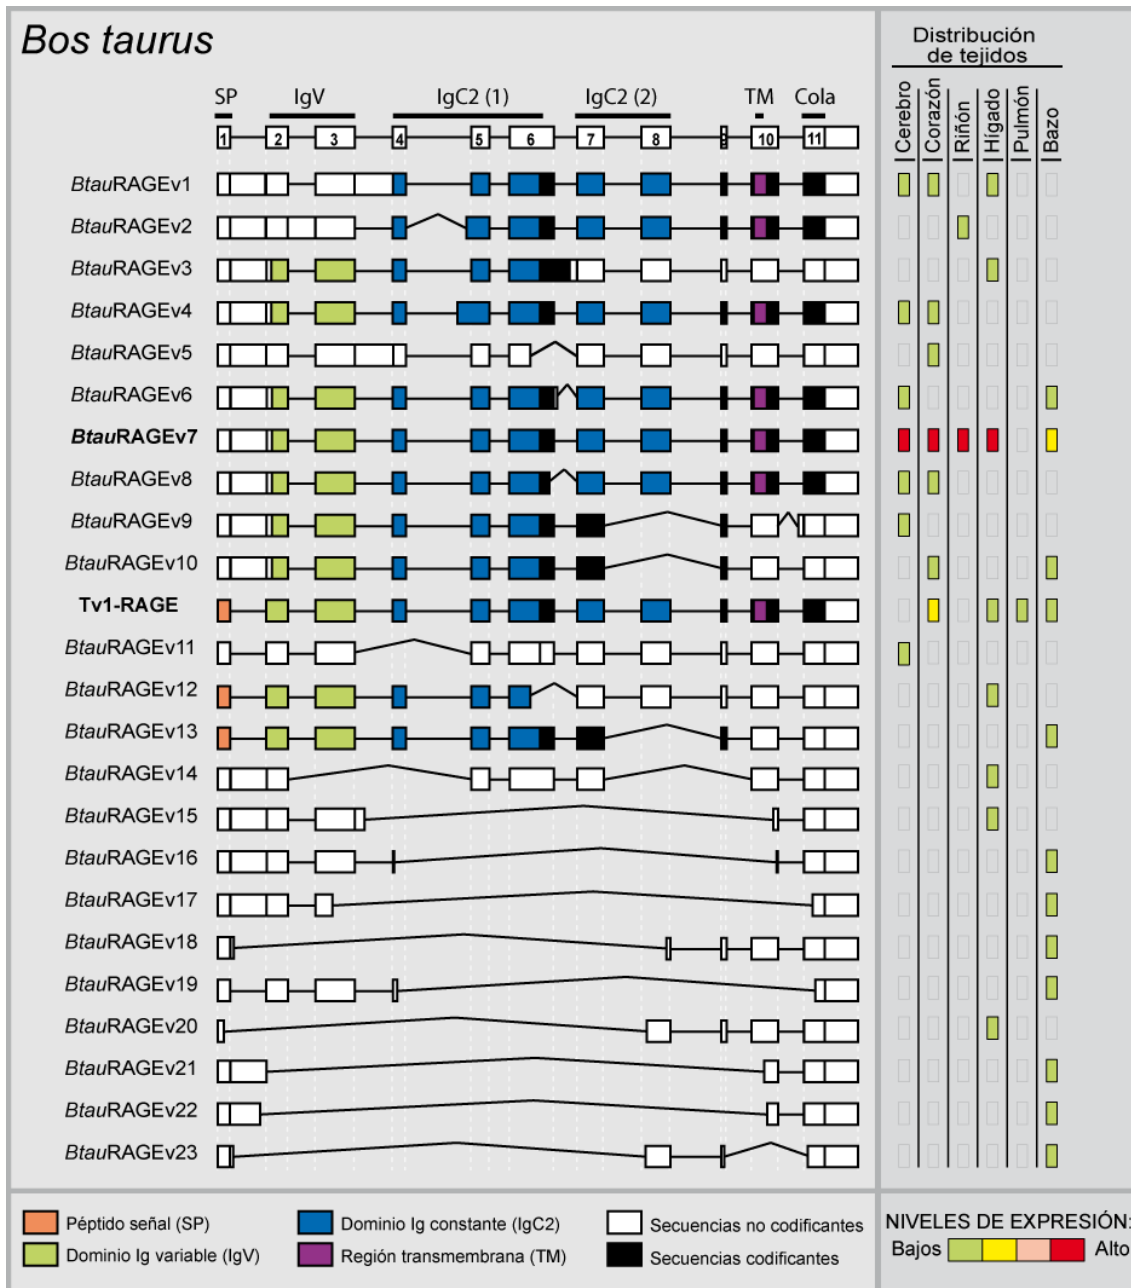 Bos taurus
Distribución
de tejidos
SP IgV IgC2 (1) IgC2 (2) TM Cola
Cerebro Corazón Riñón Hígado Pulmón Bazo
1 2 3 4 5 6 7 8 9 10 11
BtauRAGEv1
BtauRAGEv2
BtauRAGEv3
BtauRAGEv4
BtauRAGEv5
BtauRAGEv6
BtauRAGEv7
BtauRAGEv8
BtauRAGEv9
BtauRAGEv10
Tv1-RAGE
BtauRAGEv11
BtauRAGEv12
BtauRAGEv13
BtauRAGEv14
BtauRAGEv15
BtauRAGEv16
BtauRAGEv17
BtauRAGEv18
BtauRAGEv19
BtauRAGEv20
BtauRAGEv21
BtauRAGEv22
BtauRAGEv23
Péptido señal (SP) Dominio Ig constante (IgC2) Secuencias no codificantes
Dominio Ig variable (IgV) Región transmembrana (TM) Secuencias codificantes
NIVELES DE EXPRESIÓN:
Bajos Alto